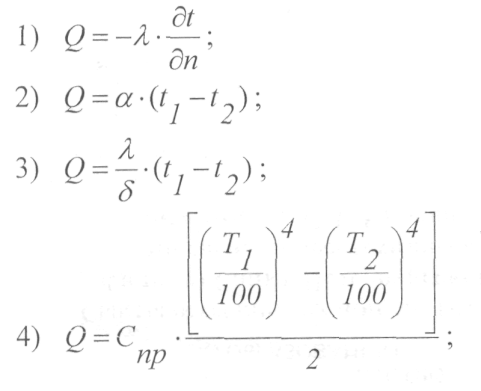 1) Q = −λ · ∂t/∂n ;
2) Q = α · (t₁ − t₂) ;
3) Q = λ/δ · (t₁ − t₂) ;
4) Q = Cпр · [(T₁/100)⁴ − (T₂/100)⁴]/2 ;